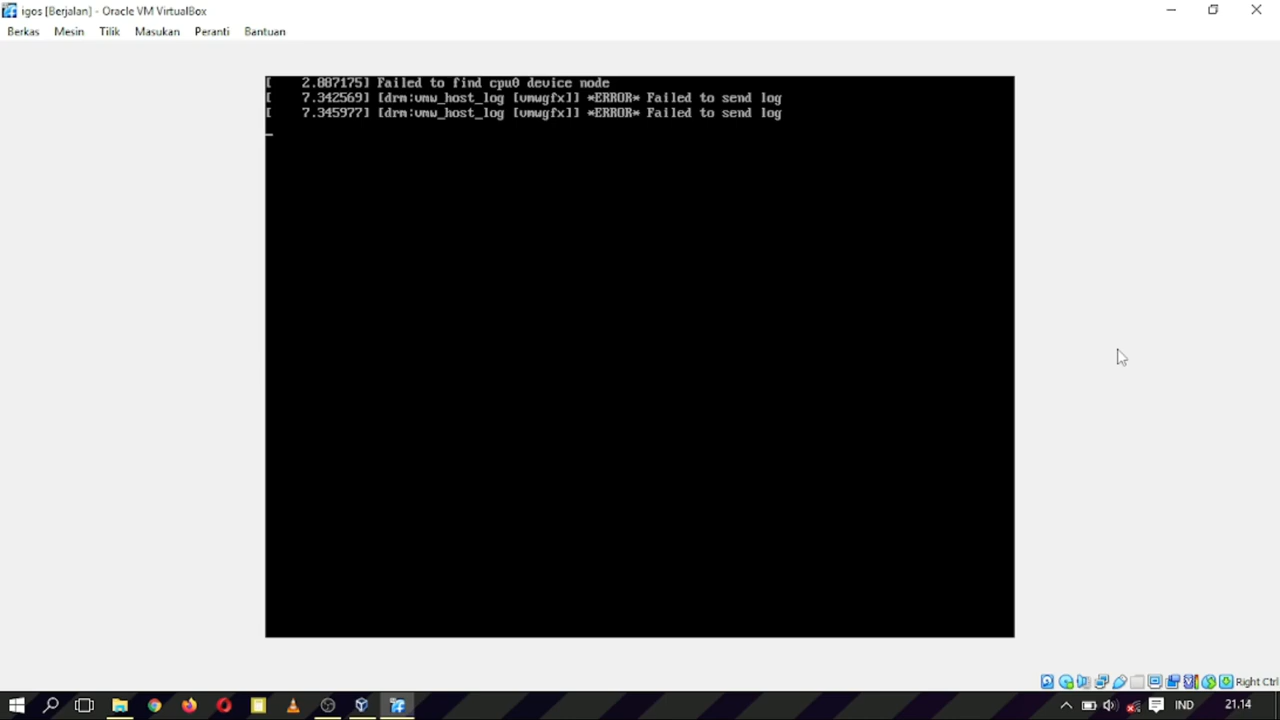 igos [Berjalan] - Oracle VM VirtualBox
Berkas Mesin Tilik Masukan Peranti Bantuan
[    2.887175] Failed to find cpu0 device node
[    7.342569] [drm:vmw_host_log [vmwgfx]] *ERROR* Failed to send log
[    7.345977] [drm:vmw_host_log [vmwgfx]] *ERROR* Failed to send log
Right Ctrl
IND 21.14